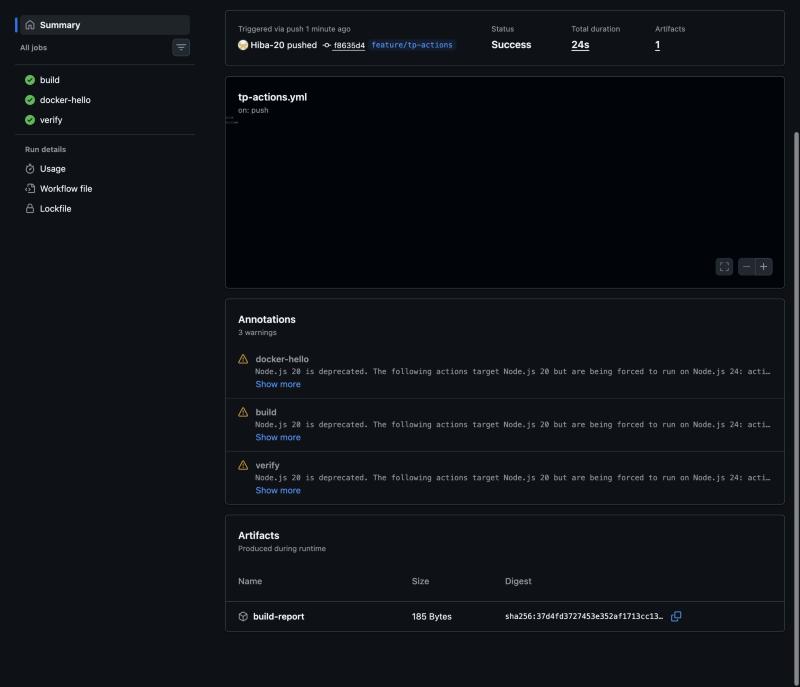 Summary
All jobs
build
docker-hello
verify
Run details
Usage
Workflow file
Lockfile
Triggered via push 1 minute ago
Hiba-20 pushed f8635d4 feature/tp-actions
Status
Success
Total duration
24s
Artifacts
1
tp-actions.yml
on: push
Annotations
3 warnings
docker-hello
Node.js 20 is deprecated. The following actions target Node.js 20 but are being forced to run on Node.js 24: acti…
Show more
build
Node.js 20 is deprecated. The following actions target Node.js 20 but are being forced to run on Node.js 24: acti…
Show more
verify
Node.js 20 is deprecated. The following actions target Node.js 20 but are being forced to run on Node.js 24: acti…
Show more
Artifacts
Produced during runtime
Name Size Digest
build-report 185 Bytes sha256:37d4fd3727453e352af1713cc13…